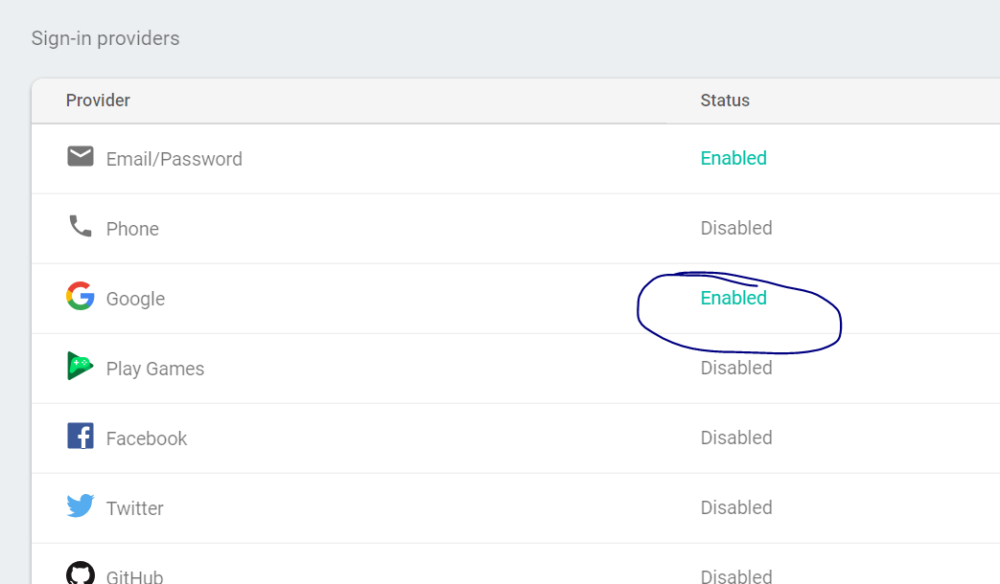 Sign-in providers
Provider Status
Email/Password Enabled
Phone Disabled
Google Enabled
Play Games Disabled
Facebook Disabled
Twitter Disabled
GitHub Disabled